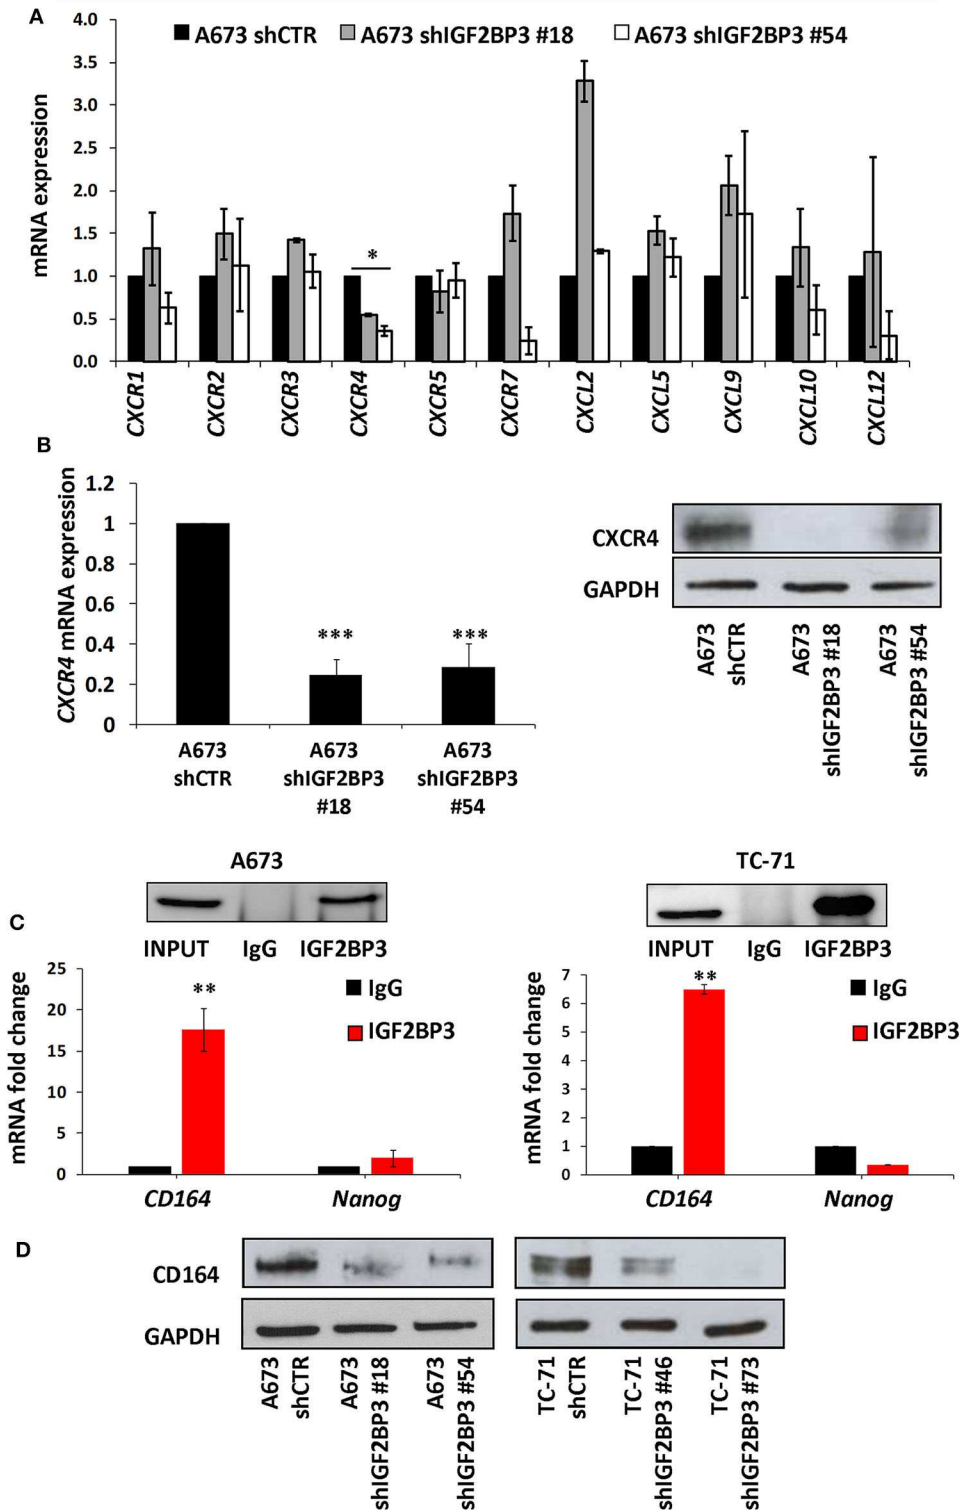 A
A673 shCTR A673 shIGF2BP3 #18 A673 shIGF2BP3 #54
mRNA expression
4.0
3.5
3.0
2.5
2.0
1.5
1.0
0.5
0.0
*
CXCR1 CXCR2 CXCR3 CXCR4 CXCR5 CXCR7 CXCL2 CXCL5 CXCL9 CXCL10 CXCL12
B
CXCR4 mRNA expression
1.2
1
0.8
0.6
0.4
0.2
0
*** ***
A673 shCTR
A673 shIGF2BP3 #18
A673 shIGF2BP3 #54
CXCR4
GAPDH
A673 shCTR
A673 shIGF2BP3 #18
A673 shIGF2BP3 #54
C
A673
INPUT IgG IGF2BP3
mRNA fold change
25
20
15
10
5
0
**
IgG
IGF2BP3
CD164 Nanog
TC-71
INPUT IgG IGF2BP3
mRNA fold change
7
6
5
4
3
2
1
0
**
IgG
IGF2BP3
CD164 Nanog
D
CD164
GAPDH
A673 shCTR
A673 shIGF2BP3 #18
A673 shIGF2BP3 #54
TC-71 shCTR
TC-71 shIGF2BP3 #46
TC-71 shIGF2BP3 #73